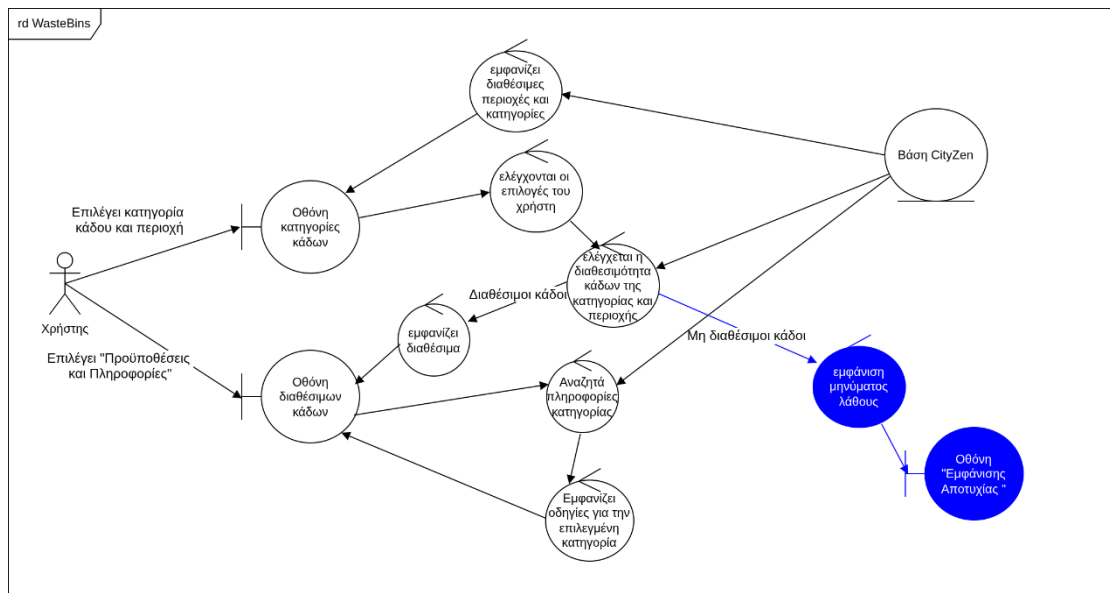 rd WasteBins
εμφανίζει
διαθέσιμες
περιοχές και
κατηγορίες
Βάση CityZen
ελέγχονται οι
επιλογές του
χρήστη
Επιλέγει κατηγορία
κάδου και περιοχή
Οθόνη
κατηγορίες
κάδων
ελέγχεται η
διαθεσιμότητα
κάδων της
κατηγορίας και
περιοχής
Διαθέσιμοι κάδοι
Χρήστης
εμφανίζει
διαθέσιμα
Μη διαθέσιμοι κάδοι
Επιλέγει "Προϋποθέσεις
και Πληροφορίες"
Οθόνη
διαθέσιμων
κάδων
Αναζητά
πληροφορίες
κατηγορίας
εμφάνιση
μηνύματος
λάθους
Οθόνη
"Εμφάνισης
Αποτυχίας "
Εμφανίζει
οδηγίες για την
επιλεγμένη
κατηγορία